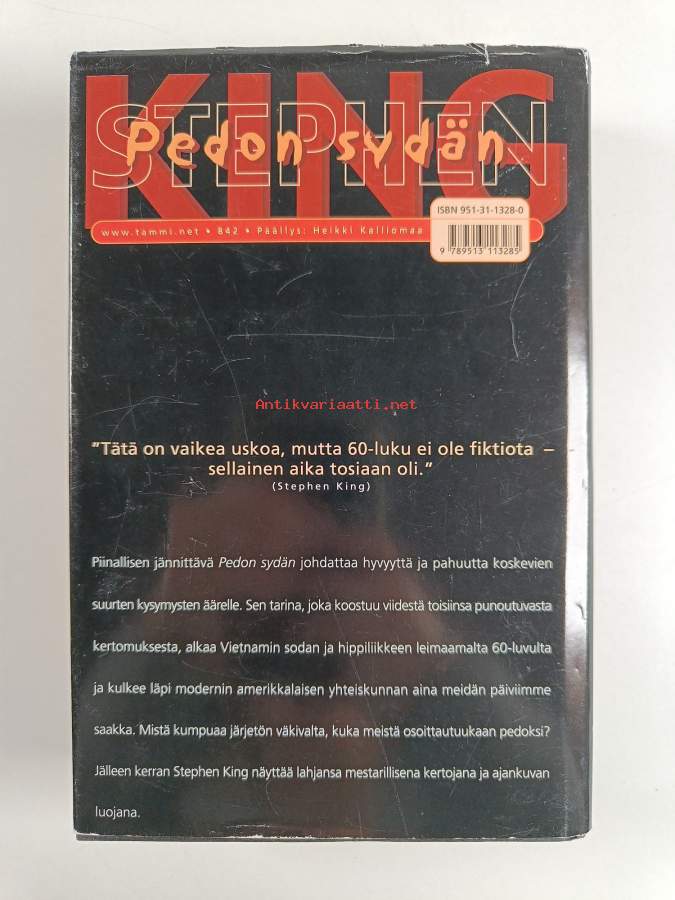 STEPHEN KING
Pedon sydän
ISBN 951-31-1328-0
www.tammi.net • 842 • Päällys: Heikki Kalliomaa
9 789513 113285
Antikvariaatti.net
”Tätä on vaikea uskoa, mutta 60-luku ei ole fiktiota –
sellainen aika tosiaan oli.”
(Stephen King)
Piinallisen jännittävä Pedon sydän johdattaa hyvyyttä ja pahuutta koskevien
suurten kysymysten äärelle. Sen tarina, joka koostuu viidestä toisiinsa punoutuvasta
kertomuksesta, alkaa Vietnamin sodan ja hippiliikkeen leimaamalta 60-luvulta
ja kulkee läpi modernin amerikkalaisen yhteiskunnan aina meidän päiviimme
saakka. Mistä kumpuaa järjetön väkivalta, kuka meistä osoittautuukaan pedoksi?
Jälleen kerran Stephen King näyttää lahjansa mestarillisena kertojana ja ajankuvan
luojana.